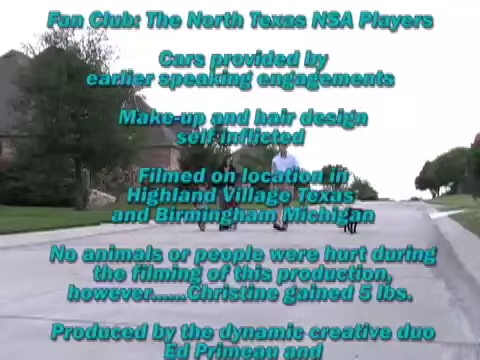 Fan Club: The North Texas NSA Players
Cars provided by
earlier speaking engagements
Make-up and hair design
self inflicted
Filmed on location in
Highland Village Texas
and Birmingham Michigan
No animals or people were hurt during
the filming of this production,
however......Christine gained 5 lbs.
Produced by the dynamic creative duo
Ed Primeau and